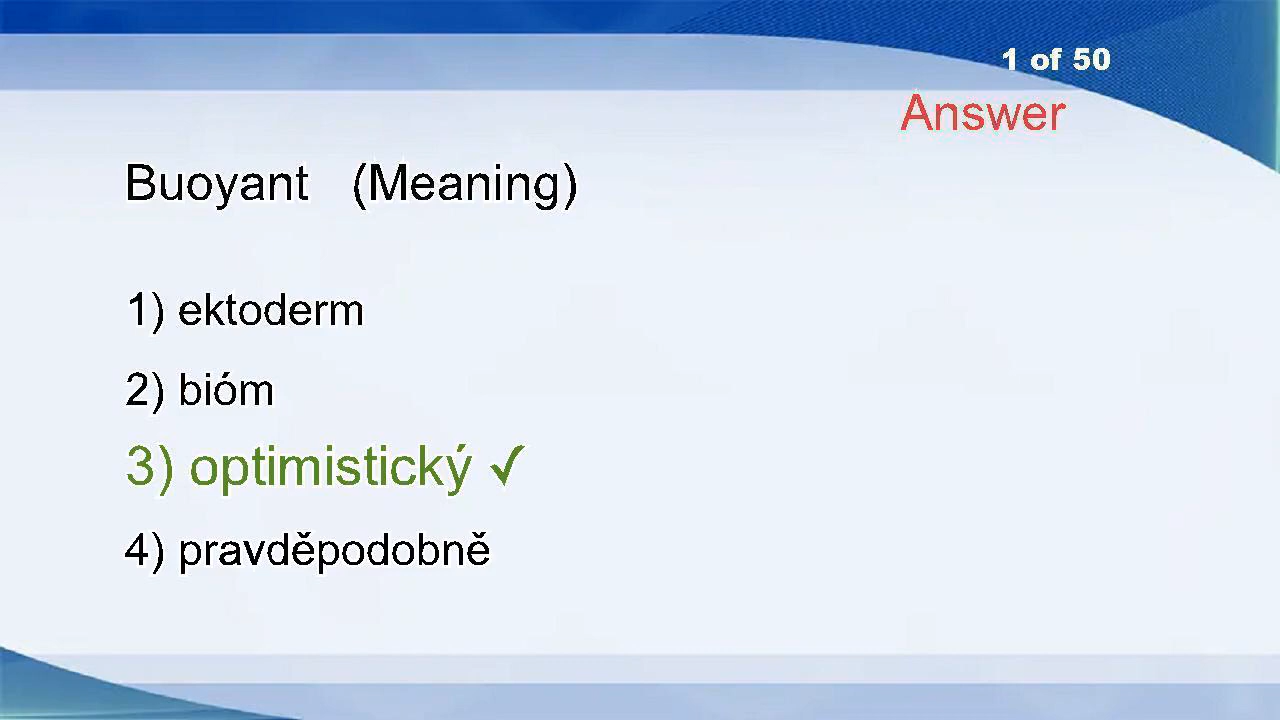 1 of 50
Answer
Buoyant (Meaning)
1) ektoderm
2) bióm
3) optimistický ✓
4) pravděpodobně